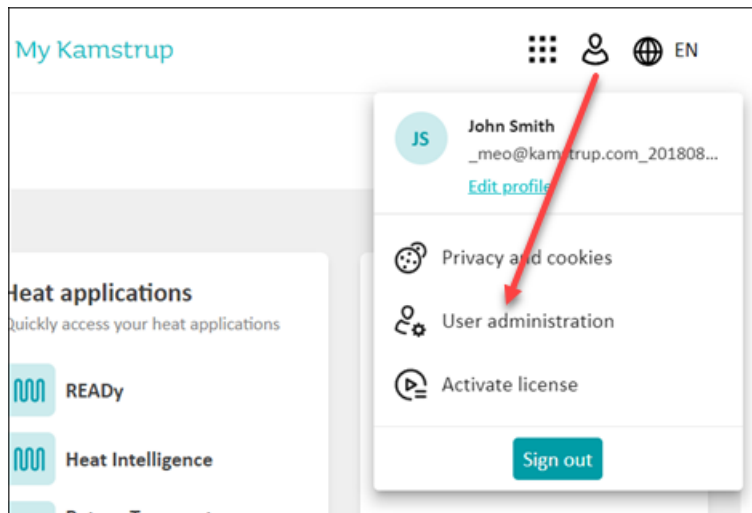 My Kamstrup
EN
JS
John Smith
_meo@kamstrup.com_201808...
Edit profile
Privacy and cookies
User administration
Activate license
Sign out
Heat applications
Quickly access your heat applications
READy
Heat Intelligence